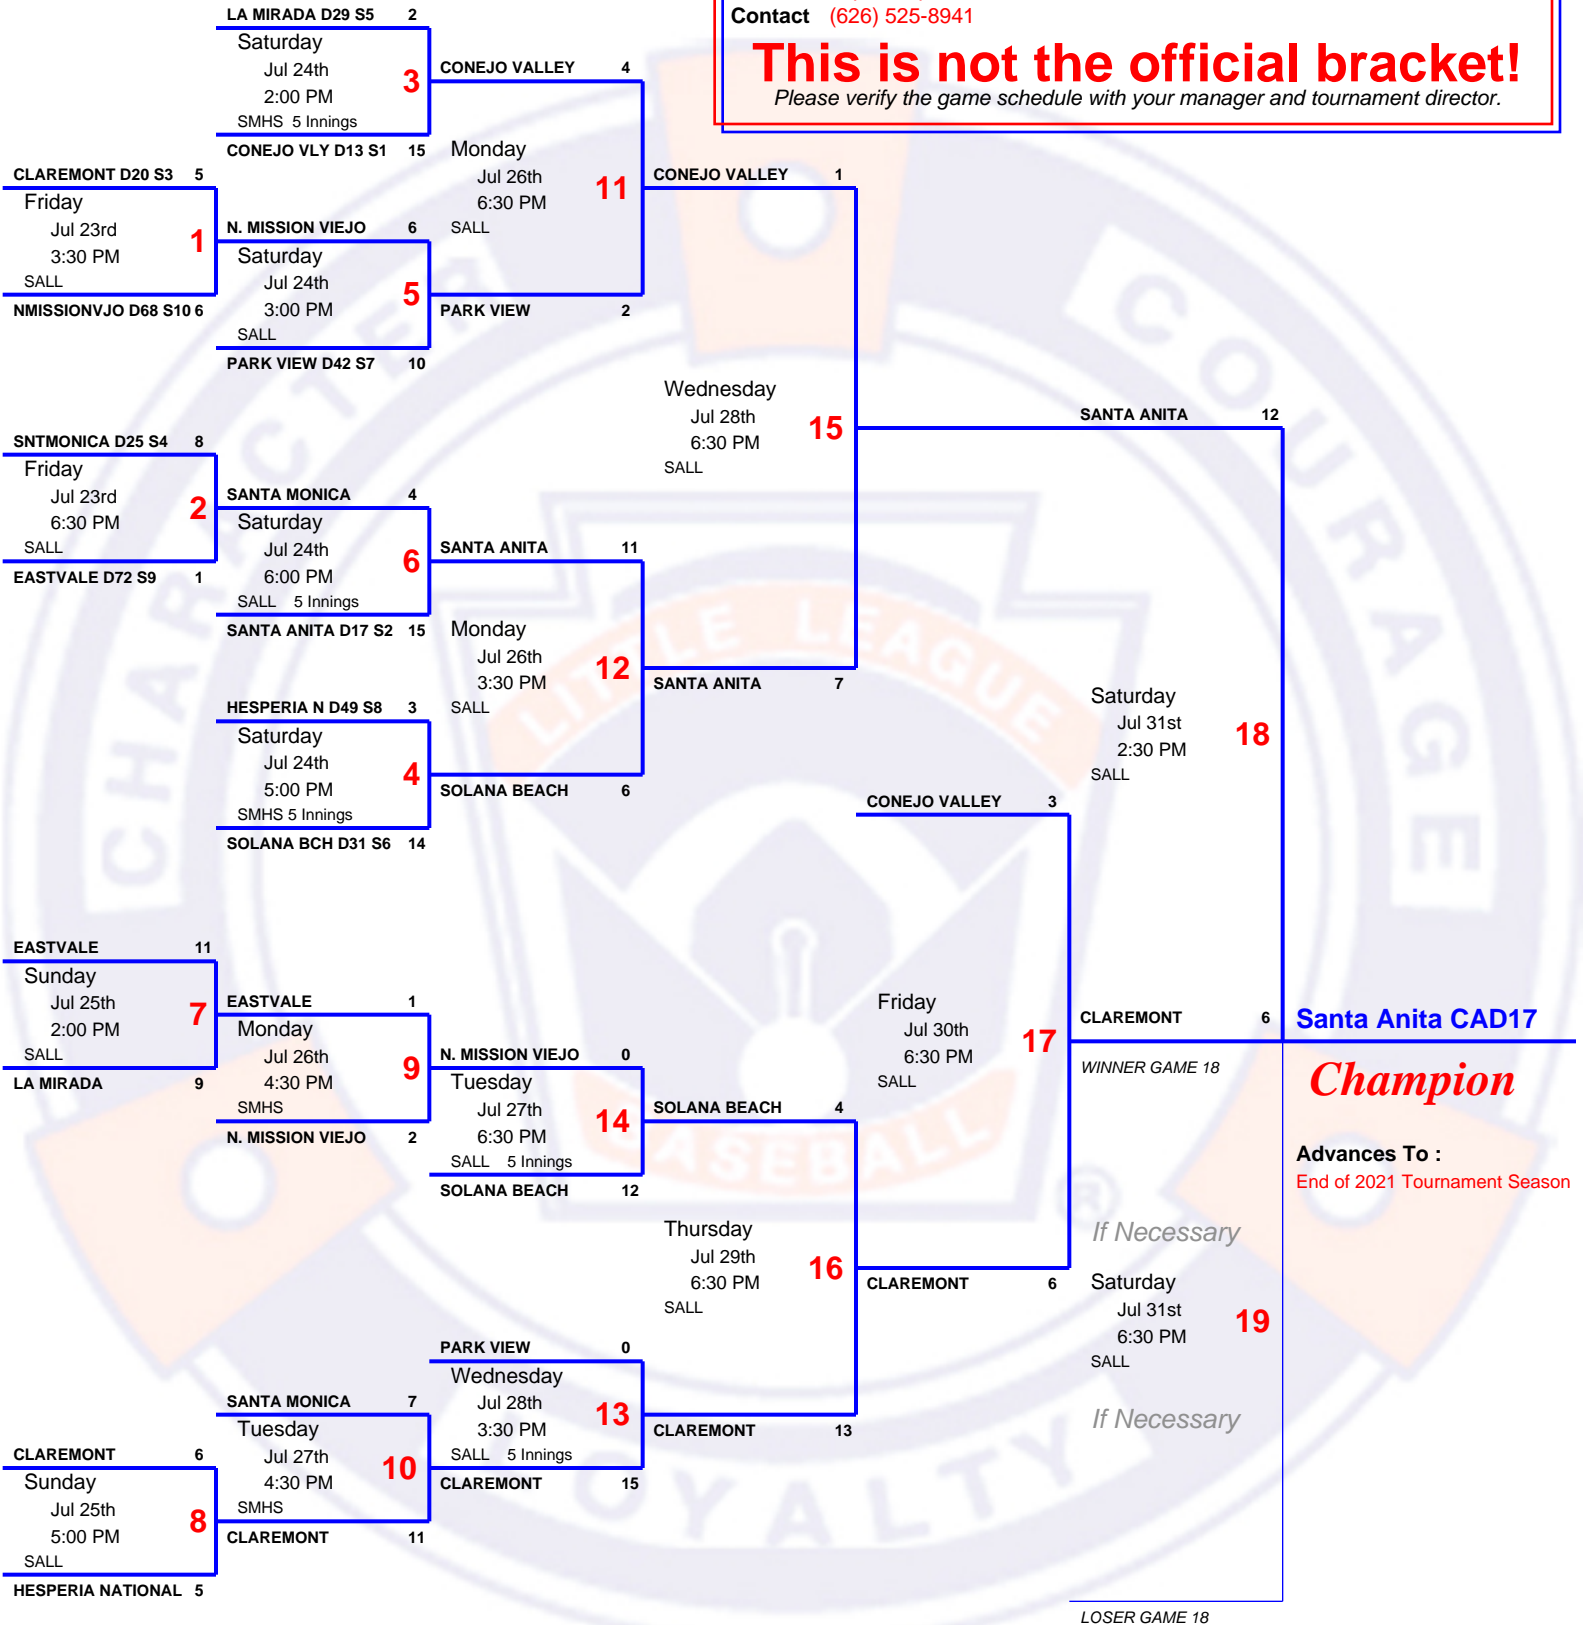 Contact (626) 525-8941
This is not the official bracket!
Please verify the game schedule with your manager and tournament director.
LA MIRADA D29 S5 2
Saturday
Jul 24th
2:00 PM
3
SMHS 5 Innings
CONEJO VLY D13 S1 15
CLAREMONT D20 S3 5
Friday
Jul 23rd
3:30 PM
1
SALL
NMISSIONVJO D68 S10 6
N. MISSION VIEJO 6
Saturday
Jul 24th
3:00 PM
5
SALL
PARK VIEW D42 S7 10
CONEJO VALLEY 4
Monday
Jul 26th
6:30 PM
11
SALL
PARK VIEW 2
SNTMONICA D25 S4 8
Friday
Jul 23rd
6:30 PM
2
SALL
EASTVALE D72 S9 1
SANTA MONICA 4
Saturday
Jul 24th
6:00 PM
6
SALL 5 Innings
SANTA ANITA D17 S2 15
HESPERIA N D49 S8 3
Saturday
Jul 24th
5:00 PM
4
SMHS 5 Innings
SOLANA BCH D31 S6 14
SANTA ANITA 11
Monday
Jul 26th
3:30 PM
12
SALL
SOLANA BEACH 6
CONEJO VALLEY 1
Wednesday
Jul 28th
6:30 PM
15
SALL
SANTA ANITA 7
EASTVALE 11
Sunday
Jul 25th
2:00 PM
7
SALL
LA MIRADA 9
EASTVALE 1
Monday
Jul 26th
4:30 PM
9
SMHS
N. MISSION VIEJO 2
N. MISSION VIEJO 0
Tuesday
Jul 27th
6:30 PM
14
SALL 5 Innings
SOLANA BEACH 12
CLAREMONT 6
Sunday
Jul 25th
5:00 PM
8
SALL
HESPERIA NATIONAL 5
SANTA MONICA 7
Tuesday
Jul 27th
4:30 PM
10
SMHS
CLAREMONT 11
PARK VIEW 0
Wednesday
Jul 28th
3:30 PM
13
SALL 5 Innings
CLAREMONT 15
SOLANA BEACH 4
Thursday
Jul 29th
6:30 PM
16
SALL
CLAREMONT 13
CONEJO VALLEY 3
Friday
Jul 30th
6:30 PM
17
SALL
CLAREMONT 6
SANTA ANITA 12
Saturday
Jul 31st
2:30 PM
18
SALL
CLAREMONT 6
WINNER GAME 18
If Necessary
Saturday
Jul 31st
6:30 PM
19
SALL
If Necessary
LOSER GAME 18
Santa Anita CAD17
Champion
Advances To :
End of 2021 Tournament Season
CHARACTER
COURAGE
LOYALTY
LITTLE LEAGUE
BASEBALL
®